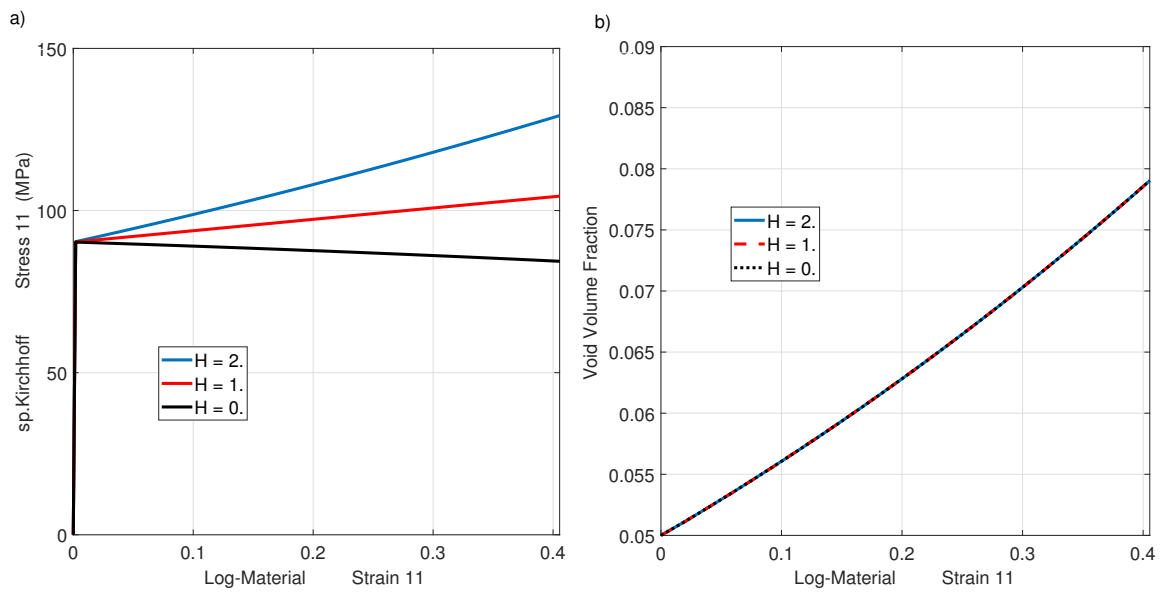 a)
150
100
50
0
sp.Kirchhoff Stress 11 (MPa)
H = 2.
H = 1.
H = 0.
0 0.1 0.2 0.3 0.4
Log-Material Strain 11
b)
0.09
0.085
0.08
0.075
0.07
0.065
0.06
0.055
0.05
Void Volume Fraction
H = 2.
H = 1.
H = 0.
0 0.1 0.2 0.3 0.4
Log-Material Strain 11